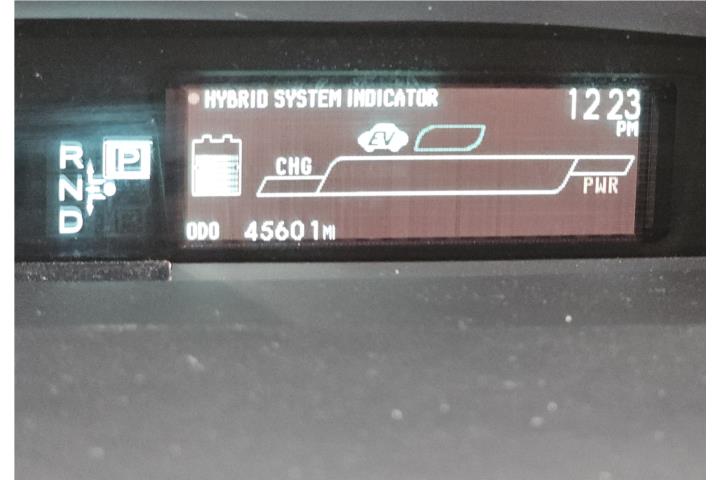 HYBRID SYSTEM INDICATOR
12 23
PM
EV
R P
N
D
CHG
PWR
ODO 45601 MI